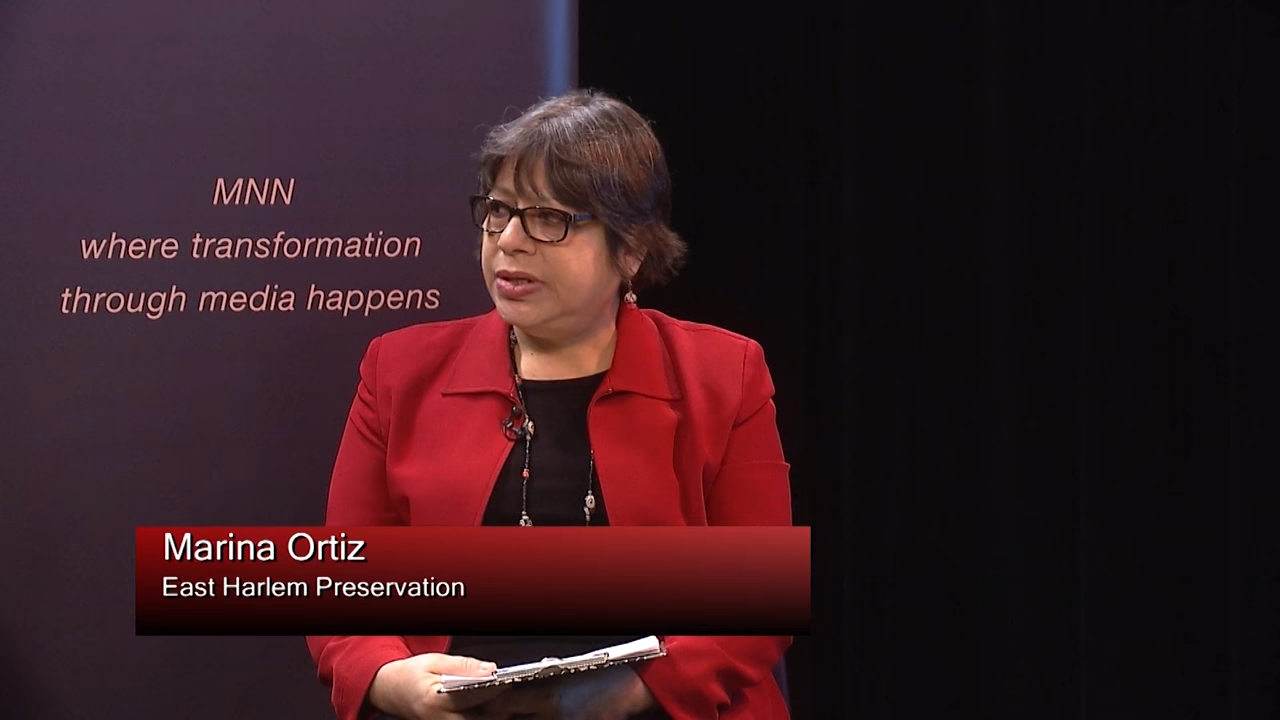 MNN
where transformation
through media happens
Marina Ortiz
East Harlem Preservation